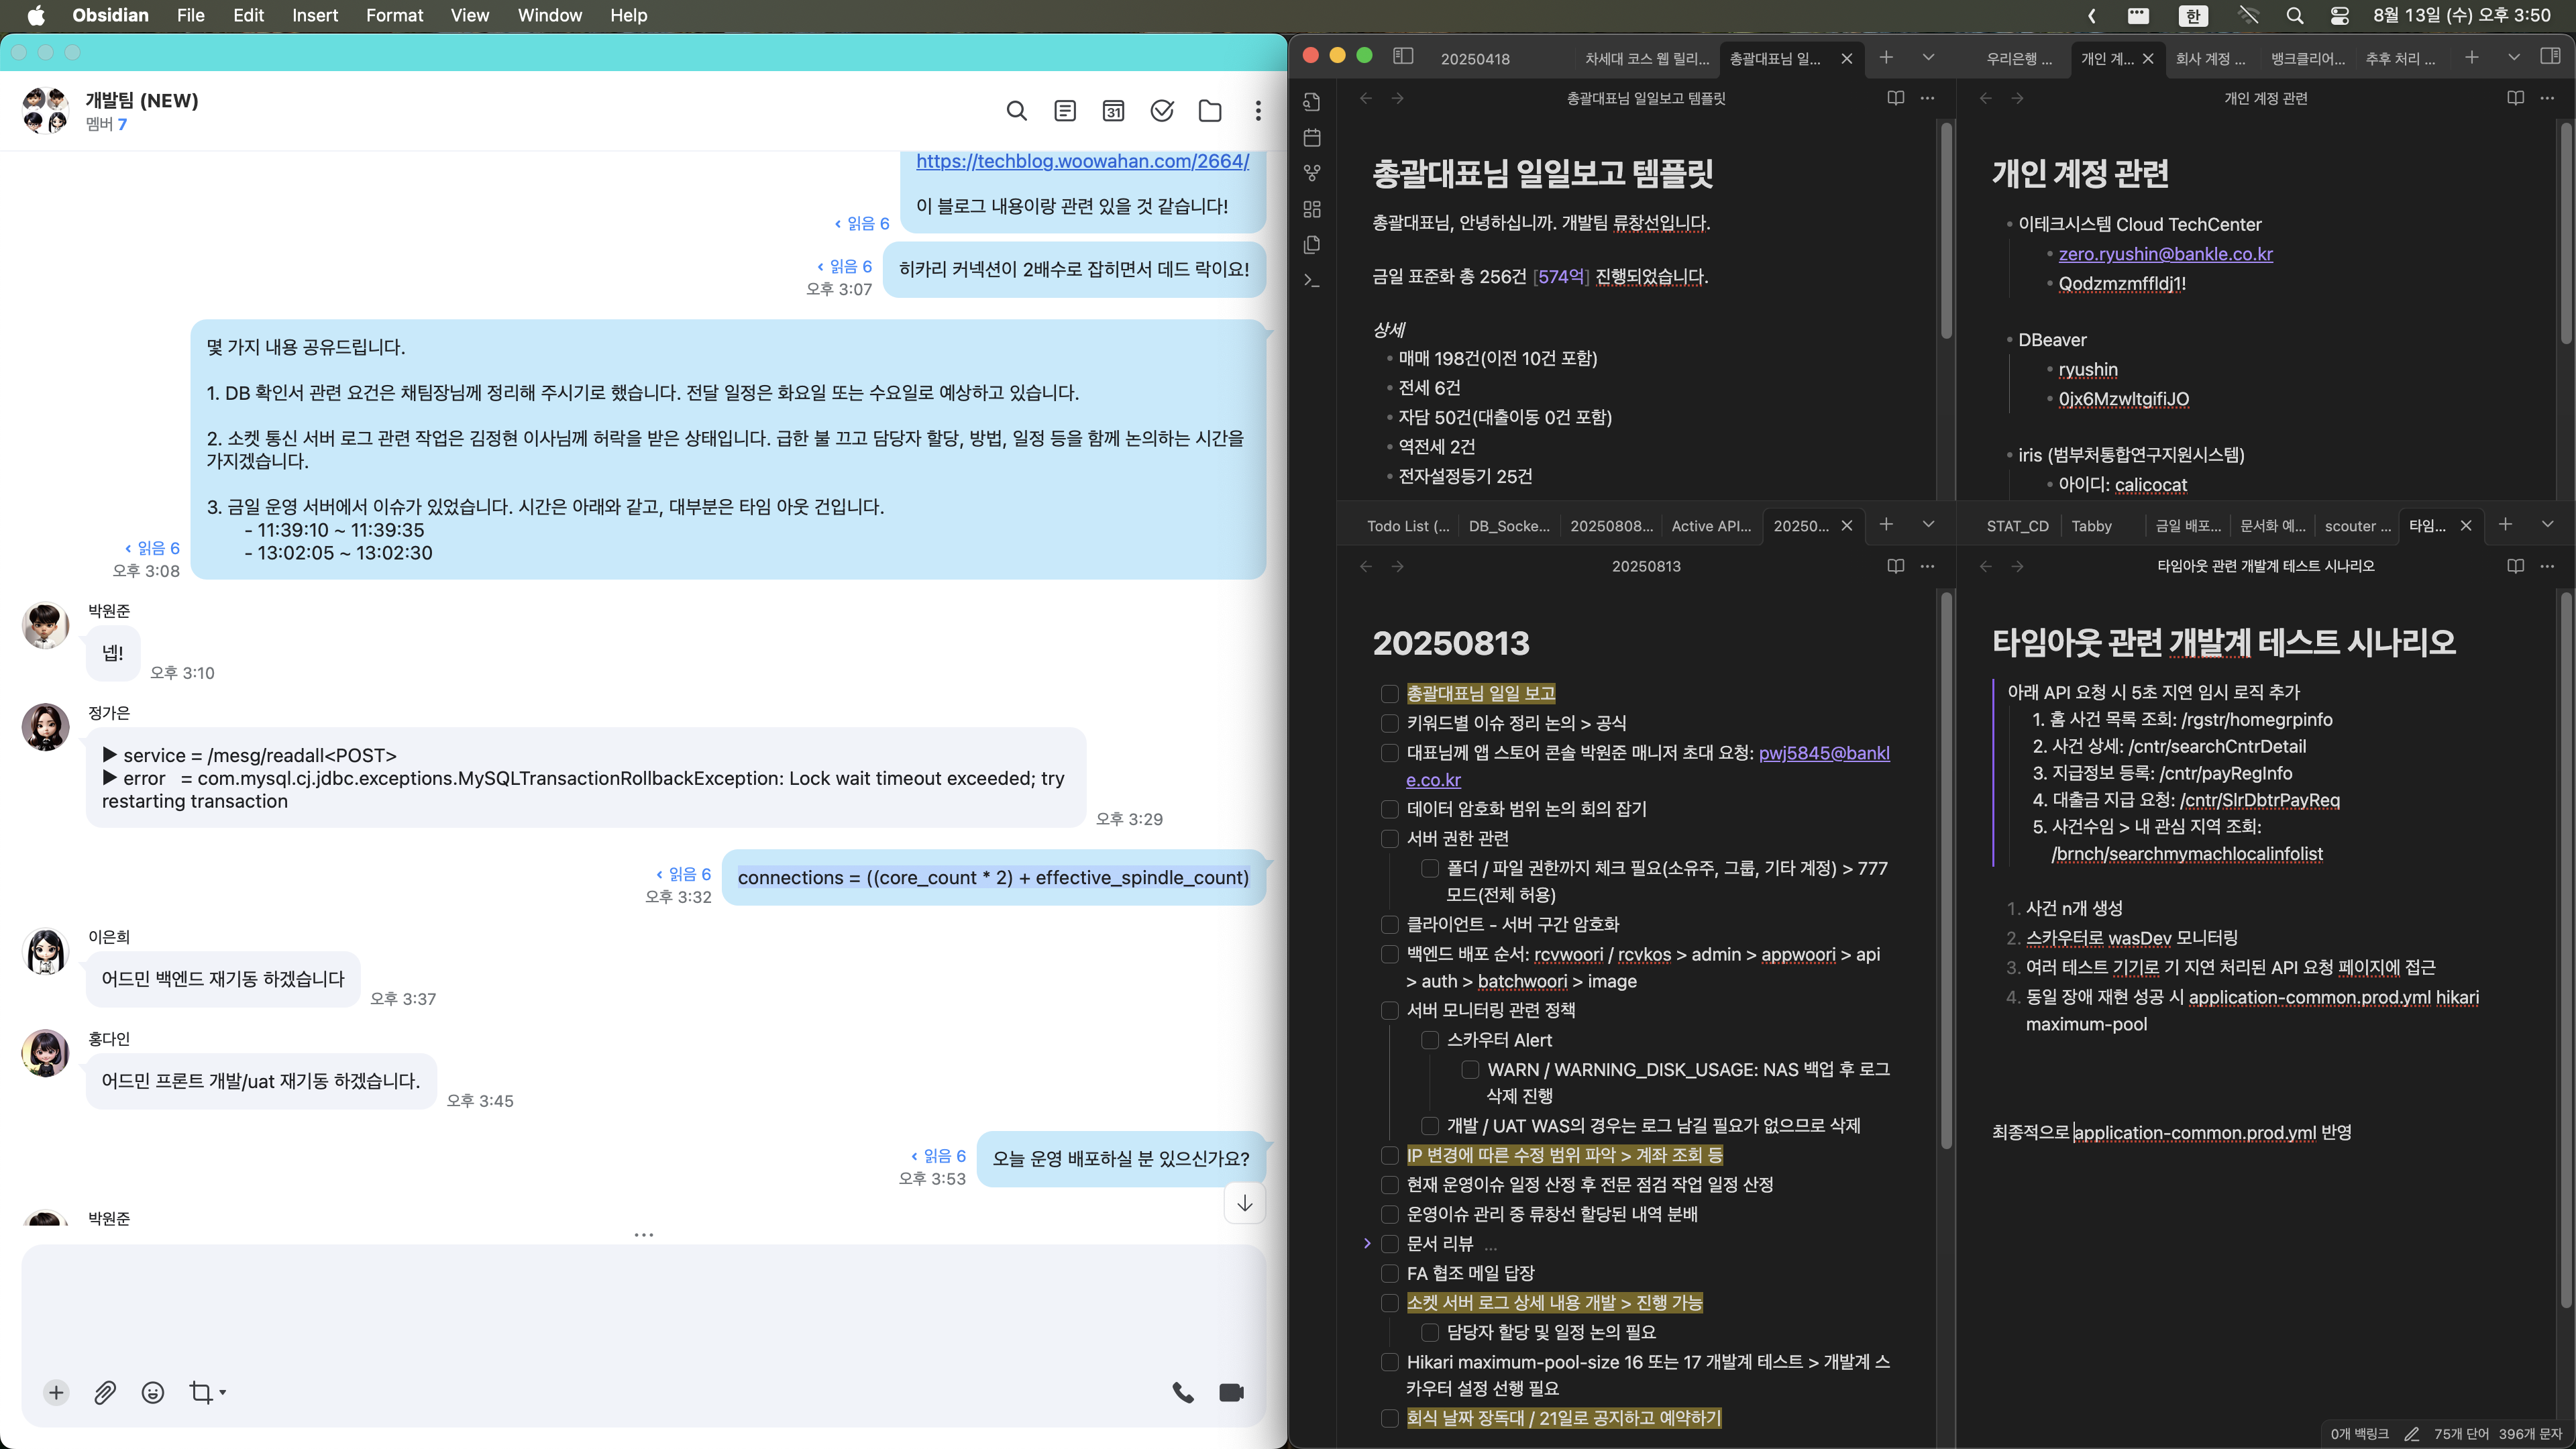 Obsidian File Edit Insert Format View Window Help
한 8월 13일 (수) 오후 3:50
개발팀 (NEW)
멤버 7
31
https://techblog.woowahan.com/2664/
이 블로그 내용이랑 관련 있을 것 같습니다!
읽음 6
히카리 커넥션이 2배수로 잡히면서 데드 락이요!
읽음 6
오후 3:07
몇 가지 내용 공유드립니다.
1. DB 확인서 관련 요건은 채팀장님께 정리해 주시기로 했습니다. 전달 일정은 화요일 또는 수요일로 예상하고 있습니다.
2. 소켓 통신 서버 로그 관련 작업은 김정현 이사님께 허락을 받은 상태입니다. 급한 불 끄고 담당자 할당, 방법, 일정 등을 함께 논의하는 시간을
가지겠습니다.
3. 금일 운영 서버에서 이슈가 있었습니다. 시간은 아래와 같고, 대부분은 타임 아웃 건입니다.
- 11:39:10 ~ 11:39:35
- 13:02:05 ~ 13:02:30
읽음 6
오후 3:08
박원준
넵!
오후 3:10
정가은
▶ service = /mesg/readall<POST>
▶ error = com.mysql.cj.jdbc.exceptions.MySQLTransactionRollbackException: Lock wait timeout exceeded; try
restarting transaction
오후 3:29
connections = ((core_count * 2) + effective_spindle_count)
읽음 6
오후 3:32
이은희
어드민 백엔드 재기동 하겠습니다
오후 3:37
홍다인
어드민 프론트 개발/uat 재기동 하겠습니다.
오후 3:45
오늘 운영 배포하실 분 있으신가요?
읽음 6
오후 3:53
박원준
20250418 차세대 코스 웹 릴리... 총괄대표님 일...
총괄대표님 일일보고 템플릿
총괄대표님 일일보고 템플릿
총괄대표님, 안녕하십니까. 개발팀 류창선입니다.
금일 표준화 총 256건 [574억] 진행되었습니다.
상세
매매 198건(이전 10건 포함)
전세 6건
자담 50건(대출이동 0건 포함)
역전세 2건
전자설정등기 25건
우리은행 ... 개인 계... 회사 계정 ... 뱅크클리어... 추후 처리 ...
개인 계정 관련
개인 계정 관련
이테크시스템 Cloud TechCenter
zero.ryushin@bankle.co.kr
Qodzmzmffldj1!
DBeaver
ryushin
0jx6MzwltgifiJO
iris (범부처통합연구지원시스템)
아이디: calicocat
Todo List (... DB_Socke... 20250808... Active API... 20250...
20250813
20250813
총괄대표님 일일 보고
키워드별 이슈 정리 논의 > 공식
대표님께 앱 스토어 콘솔 박원준 매니저 초대 요청: pwj5845@bankl
e.co.kr
데이터 암호화 범위 논의 회의 잡기
서버 권한 관련
폴더 / 파일 권한까지 체크 필요(소유주, 그룹, 기타 계정) > 777
모드(전체 허용)
클라이언트 - 서버 구간 암호화
백엔드 배포 순서: rcvwoori / rcvkos > admin > appwoori > api
> auth > batchwoori > image
서버 모니터링 관련 정책
스카우터 Alert
WARN / WARNING_DISK_USAGE: NAS 백업 후 로그
삭제 진행
개발 / UAT WAS의 경우는 로그 남길 필요가 없으므로 삭제
IP 변경에 따른 수정 범위 파악 > 계좌 조회 등
현재 운영이슈 일정 산정 후 전문 점검 작업 일정 산정
운영이슈 관리 중 류창선 할당된 내역 분배
문서 리뷰 ...
FA 협조 메일 답장
소켓 서버 로그 상세 내용 개발 > 진행 가능
담당자 할당 및 일정 논의 필요
Hikari maximum-pool-size 16 또는 17 개발계 테스트 > 개발계 스
카우터 설정 선행 필요
회식 날짜 장독대 / 21일로 공지하고 예약하기
STAT_CD Tabby 금일 배포... 문서화 예... scouter ... 타임...
타임아웃 관련 개발계 테스트 시나리오
타임아웃 관련 개발계 테스트 시나리오
아래 API 요청 시 5초 지연 임시 로직 추가
1. 홈 사건 목록 조회: /rgstr/homegrpinfo
2. 사건 상세: /cntr/searchCntrDetail
3. 지급정보 등록: /cntr/payRegInfo
4. 대출금 지급 요청: /cntr/SlrDbtrPayReq
5. 사건수임 > 내 관심 지역 조회:
/brnch/searchmymachlocalinfolist
1. 사건 n개 생성
2. 스카우터로 wasDev 모니터링
3. 여러 테스트 기기로 기 지연 처리된 API 요청 페이지에 접근
4. 동일 장애 재현 성공 시 application-common.prod.yml hikari
maximum-pool
최종적으로 application-common.prod.yml 반영
0개 백링크 75개 단어 396개 문자